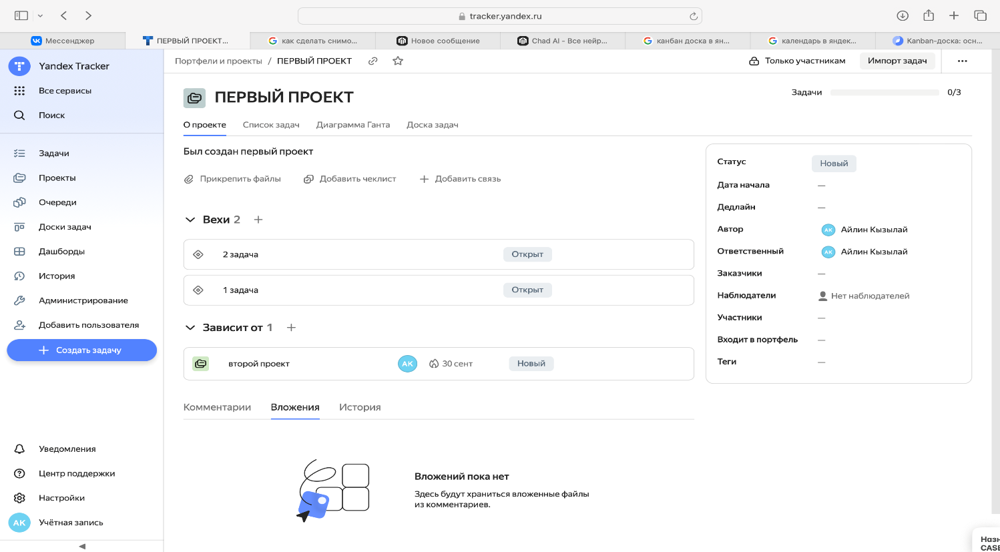 tracker.yandex.ru
Мессенджер
ПЕРВЫЙ ПРОЕКТ...
как сделать снимо...
Новое сообщение
Chad AI - Все нейр...
канбан доска в ян...
календарь в яндек...
Kanban-доска: осн...
Yandex Tracker
Все сервисы
Поиск
Задачи
Проекты
Очереди
Доски задач
Дашборды
История
Администрирование
Добавить пользователя
Создать задачу
Уведомления
Центр поддержки
Настройки
АК Учётная запись
Портфели и проекты / ПЕРВЫЙ ПРОЕКТ
Только участникам
Импорт задач
ПЕРВЫЙ ПРОЕКТ
Задачи 0/3
О проекте Список задач Диаграмма Ганта Доска задач
Был создан первый проект
Прикрепить файлы Добавить чеклист Добавить связь
Вехи 2
2 задача Открыт
1 задача Открыт
Зависит от 1
второй проект АК 30 сент Новый
Комментарии Вложения История
Вложений пока нет
Здесь будут храниться вложенные файлы
из комментариев.
Статус Новый
Дата начала —
Дедлайн —
Автор АК Айлин Кызылай
Ответственный АК Айлин Кызылай
Заказчики —
Наблюдатели Нет наблюдателей
Участники —
Входит в портфель —
Теги —